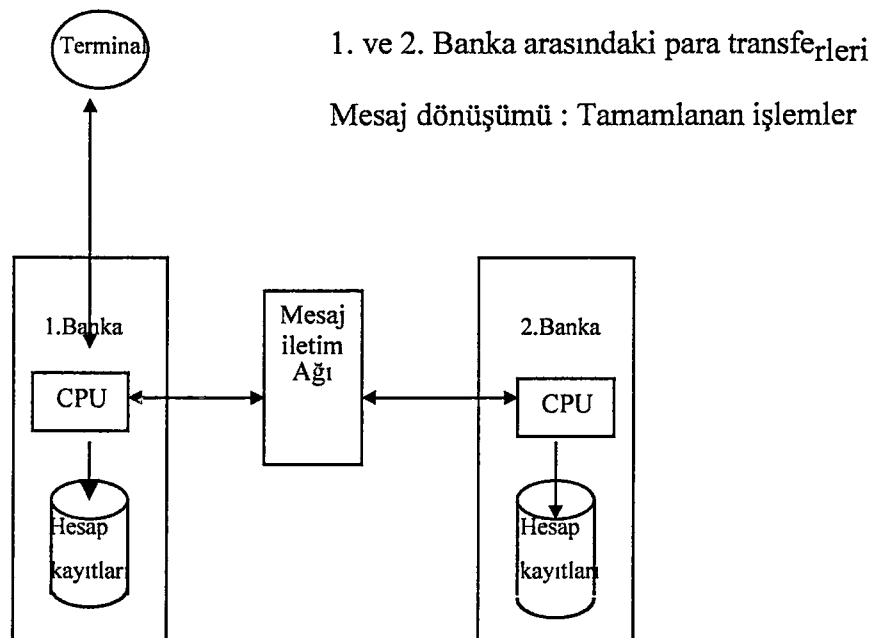 Terminal
1. ve 2. Banka arasındaki para transferleri
Mesaj dönüşümü : Tamamlanan işlemler
1.Banka
CPU
Hesap
kayıtları
Mesaj
iletim
Ağı
2.Banka
CPU
Hesap
kayıtları